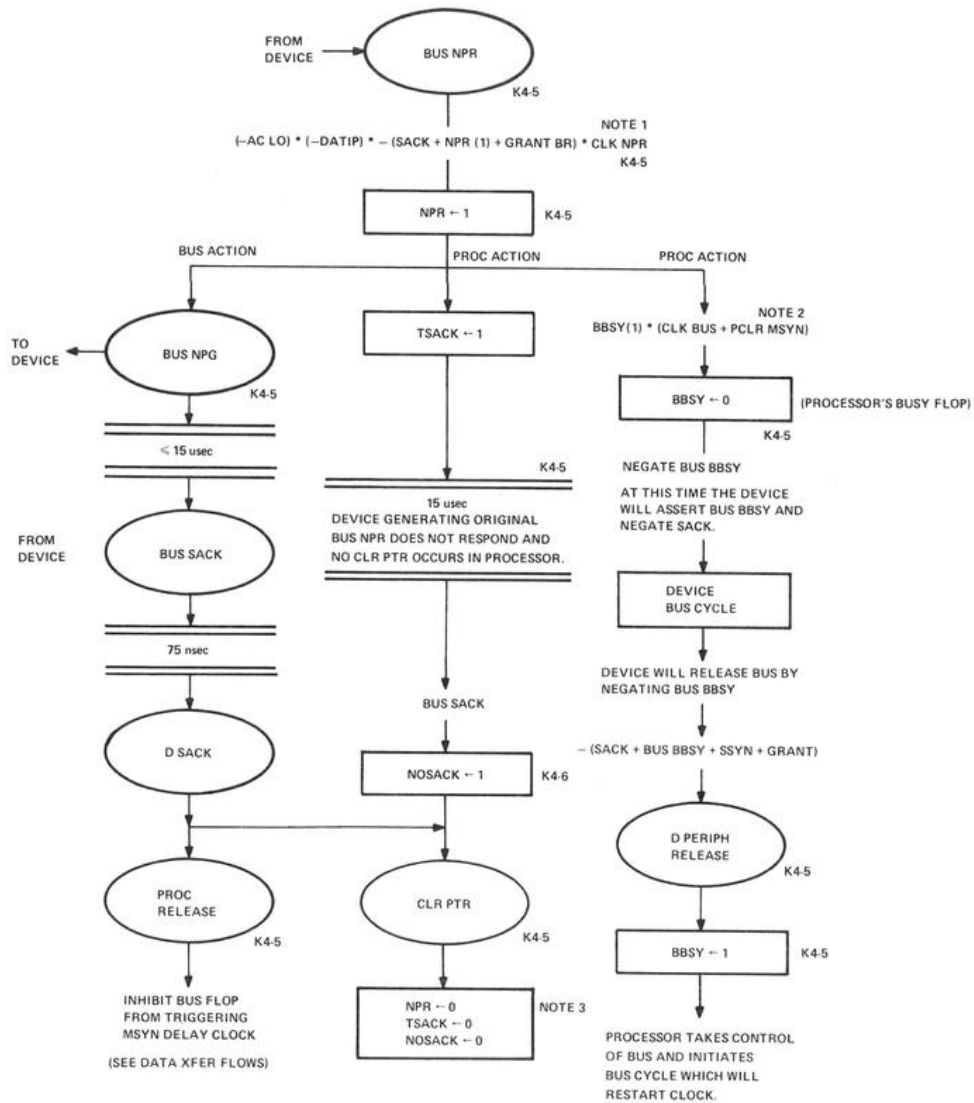 FROM
DEVICE
BUS NPR
K4-5
NOTE 1
(−AC LO) * (−DATIP) * − (SACK + NPR (1) + GRANT BR) * CLK NPR
K4-5
NPR ← 1
K4-5
BUS ACTION
PROC ACTION
PROC ACTION
TO
DEVICE
BUS NPG
K4-5
⩽ 15 usec
FROM
DEVICE
BUS SACK
75 nsec
D SACK
PROC
RELEASE
K4-5
INHIBIT BUS FLOP
FROM TRIGGERING
MSYN DELAY CLOCK
(SEE DATA XFER FLOWS)
TSACK ← 1
K4-5
15 usec
DEVICE GENERATING ORIGINAL
BUS NPR DOES NOT RESPOND AND
NO CLR PTR OCCURS IN PROCESSOR.
BUS SACK
NOSACK ← 1
K4-6
CLR PTR
K4-5
NPR ← 0
TSACK ← 0
NOSACK ← 0
NOTE 3
NOTE 2
BBSY(1) * (CLK BUS + PCLR MSYN)
BBSY ← 0
(PROCESSOR'S BUSY FLOP)
K4-5
NEGATE BUS BBSY
AT THIS TIME THE DEVICE
WILL ASSERT BUS BBSY AND
NEGATE SACK.
DEVICE
BUS CYCLE
DEVICE WILL RELEASE BUS BY
NEGATING BUS BBSY
− (SACK + BUS BBSY + SSYN + GRANT)
D PERIPH
RELEASE
K4-5
BBSY ← 1
K4-5
PROCESSOR TAKES CONTROL
OF BUS AND INITIATES
BUS CYCLE WHICH WILL
RESTART CLOCK.